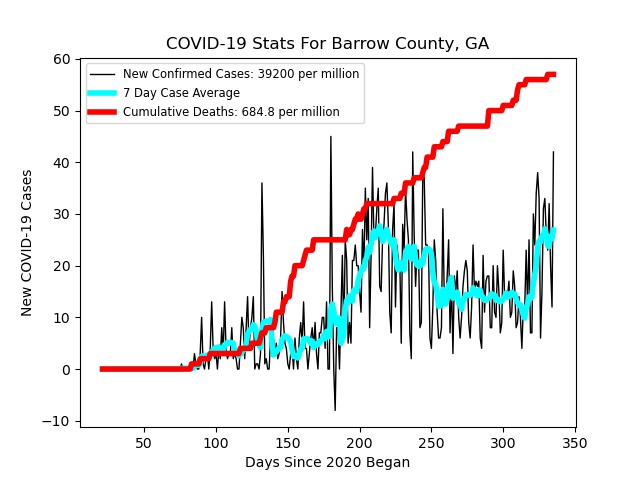 COVID-19 Stats For Barrow County, GA
New Confirmed Cases: 39200 per million
7 Day Case Average
Cumulative Deaths: 684.8 per million
New COVID-19 Cases
60
50
40
30
20
10
0
−10
50
100
150
200
250
300
350
Days Since 2020 Began